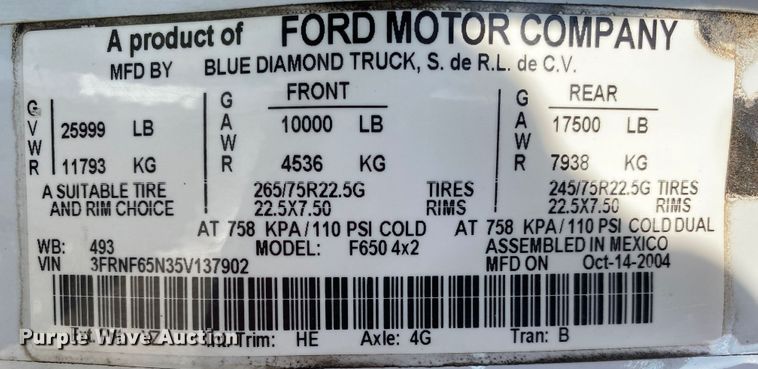 A product of FORD MOTOR COMPANY
MFD BY BLUE DIAMOND TRUCK, S. de R.L. de C.V.
GVWR 25999 LB
11793 KG
FRONT
GAWR 10000 LB
4536 KG
REAR
GAWR 17500 LB
7938 KG
A SUITABLE TIRE AND RIM CHOICE
265/75R22.5G TIRES
22.5X7.50 RIMS
245/75R22.5G TIRES
22.5X7.50 RIMS
AT 758 KPA/110 PSI COLD AT 758 KPA/110 PSI COLD DUAL
WB: 493 MODEL: F650 4x2 ASSEMBLED IN MEXICO
VIN 3FRNF65N35V137902 MFD ON Oct-14-2004
Trim: HE Axle: 4G Tran: B
Purple Wave Auction